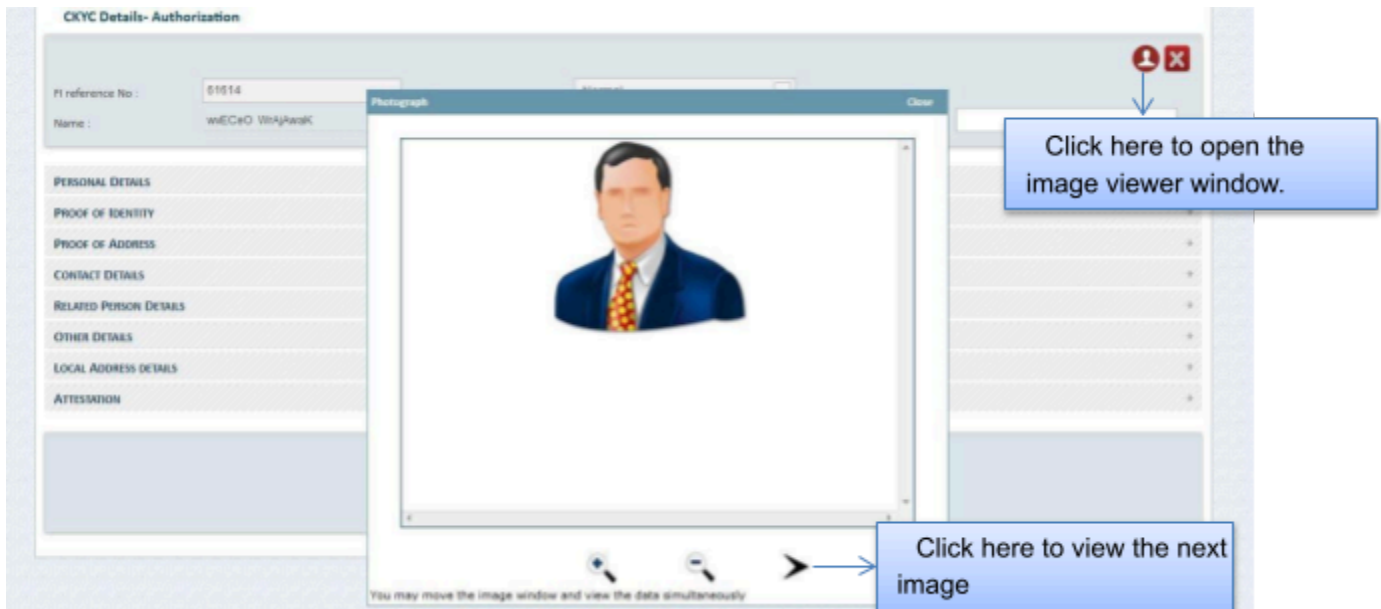 CKYC Details- Authorization
FI reference No :
61614
Name :
Photograph
Close
Click here to open the
image viewer window.
PERSONAL DETAILS
PROOF OF IDENTITY
PROOF OF ADDRESS
CONTACT DETAILS
RELATED PERSON DETAILS
OTHER DETAILS
LOCAL ADDRESS DETAILS
ATTESTATION
Click here to view the next
image
You may move the image window and view the data simultaneously